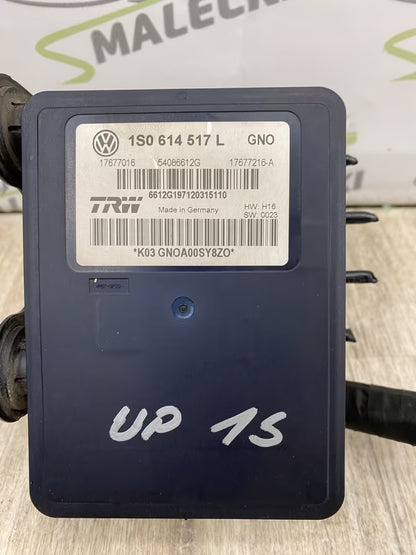 MALECKI
1S0 614 517 L GNO
17677016 54086612G 17677216-A
6612G197120315110
TRW Made in Germany HW: H16
SW: 0023
*K03 GNOA00SY8ZO*
UP 1S